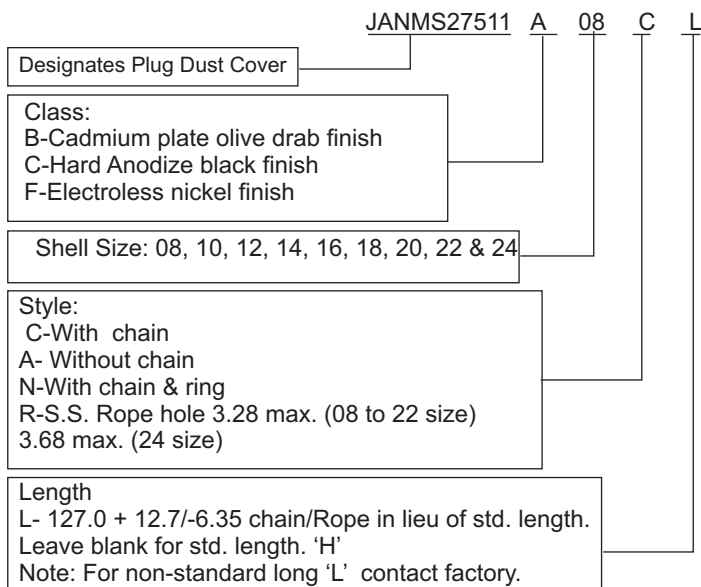 JANMS27511 A 08 C L
Designates Plug Dust Cover
Class:
B-Cadmium plate olive drab finish
C-Hard Anodize black finish
F-Electroless nickel finish
Shell Size: 08, 10, 12, 14, 16, 18, 20, 22 & 24
Style:
C-With chain
A- Without chain
N-With chain & ring
R-S.S. Rope hole 3.28 max. (08 to 22 size)
3.68 max. (24 size)
Length
L- 127.0 + 12.7/-6.35 chain/Rope in lieu of std. length.
Leave blank for std. length. ‘H’
Note: For non-standard long ‘L’ contact factory.